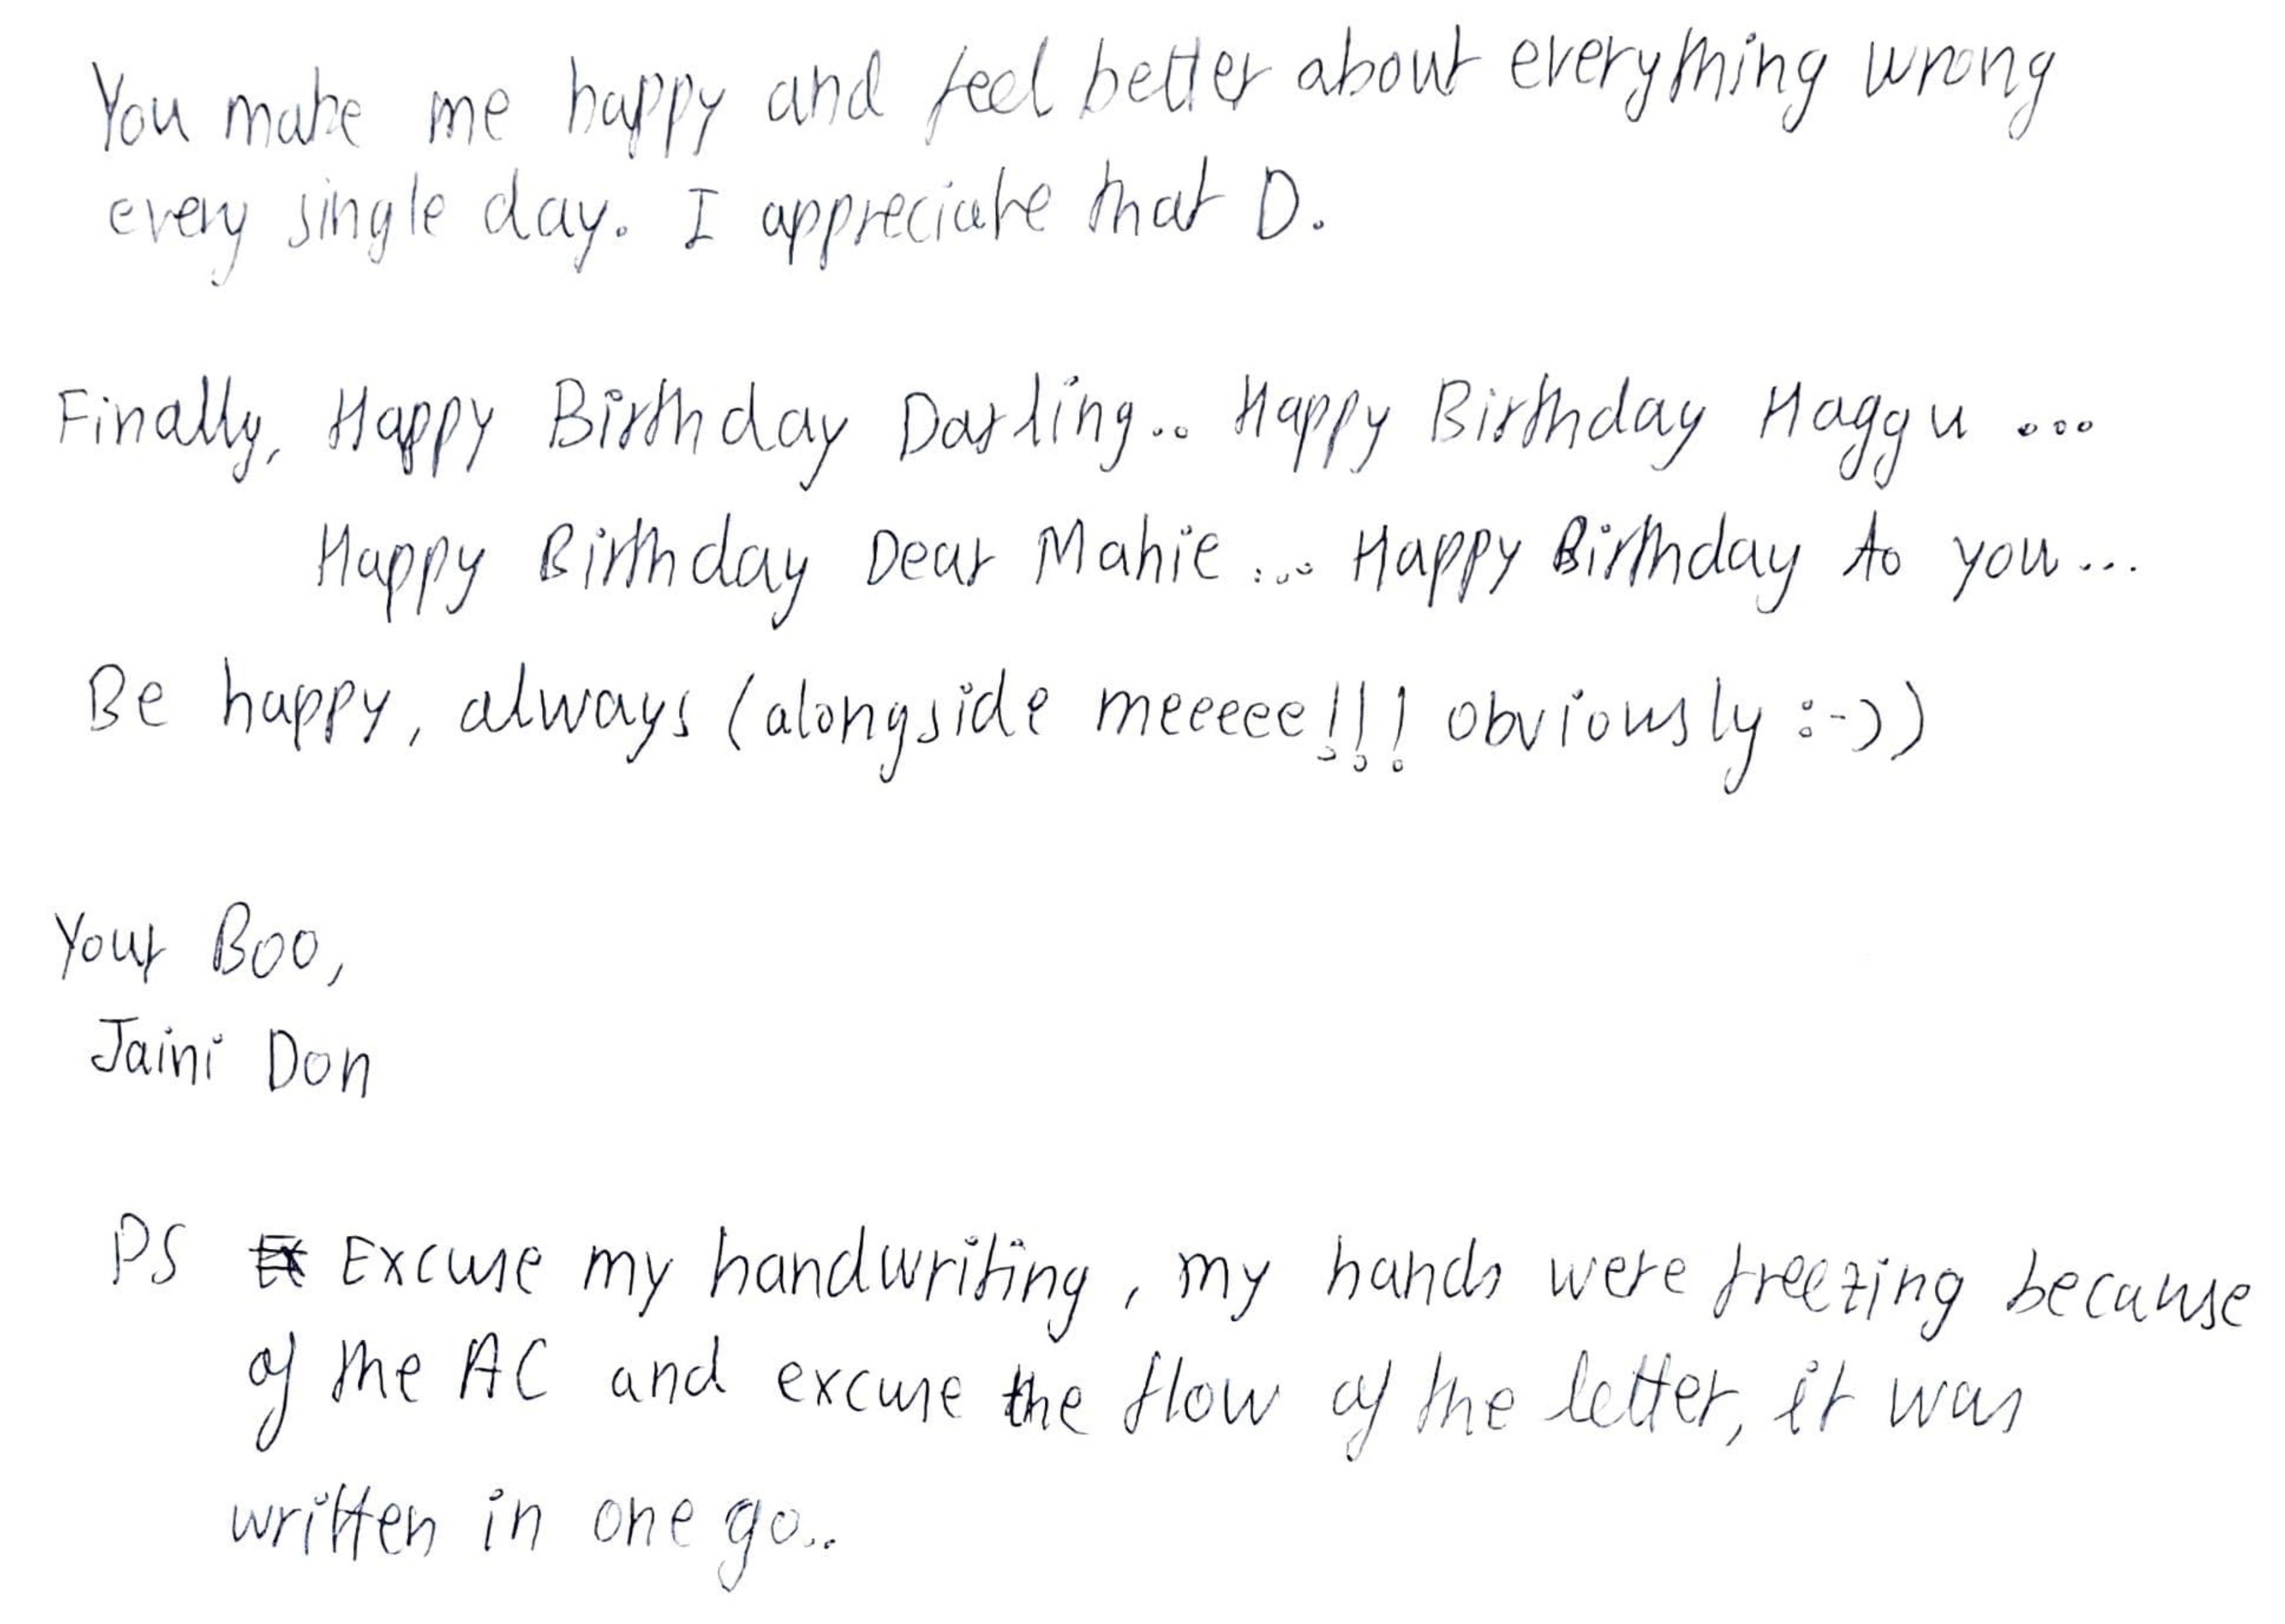 You make me happy and feel better about everything wrong
every single day. I appreciate that D.
Finally, Happy Birthday Darling.. Happy Birthday Haggu ...
Happy Birthday Dear Mahie ... Happy Birthday to you...
Be happy, always (alongside meeeee!!! obviously :-))
Your Boo,
Jaini Don
PS Excuse my handwriting, my hands were freezing because
of the AC and excuse the flow of the letter, it was
written in one go..